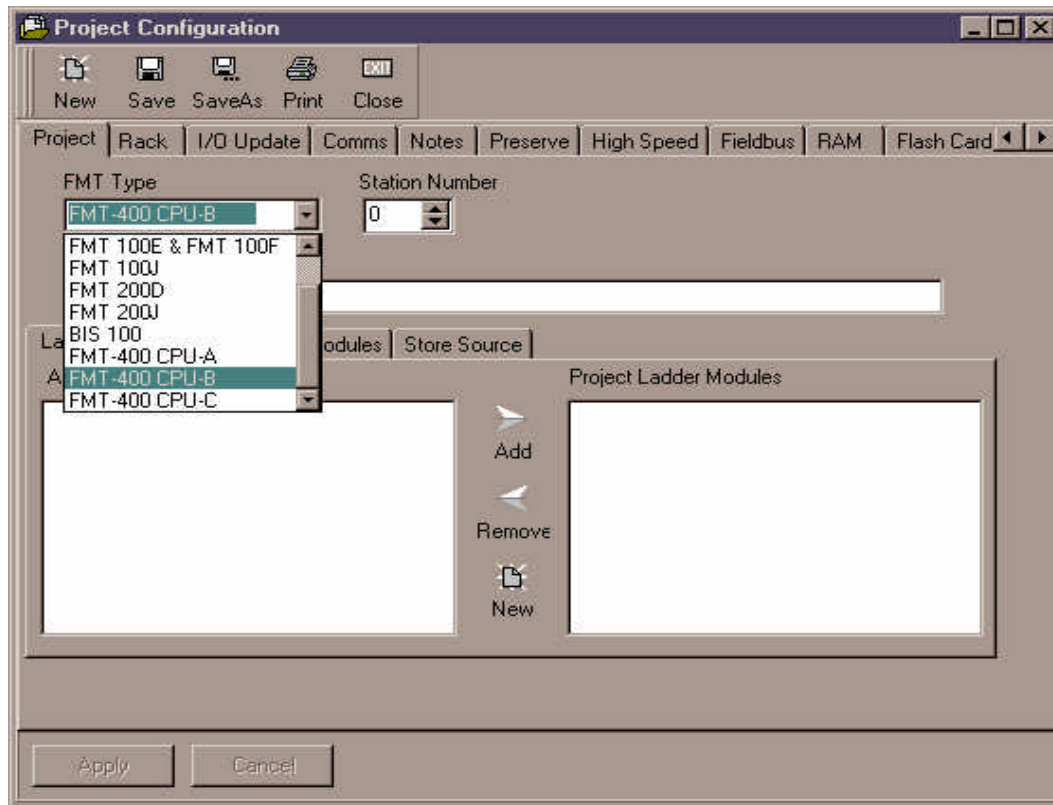 Project Configuration
EXIT
New Save SaveAs Print Close
Project Rack I/O Update Comms Notes Preserve High Speed Fieldbus RAM Flash Card
FMT Type Station Number
FMT-400 CPU-B 0
FMT 100E & FMT 100F
FMT 100J
FMT 200D
FMT 200J
BIS 100
FMT-400 CPU-A
FMT-400 CPU-B
FMT-400 CPU-C
Store Source
Project Ladder Modules
Add
Remove
New
Apply Cancel